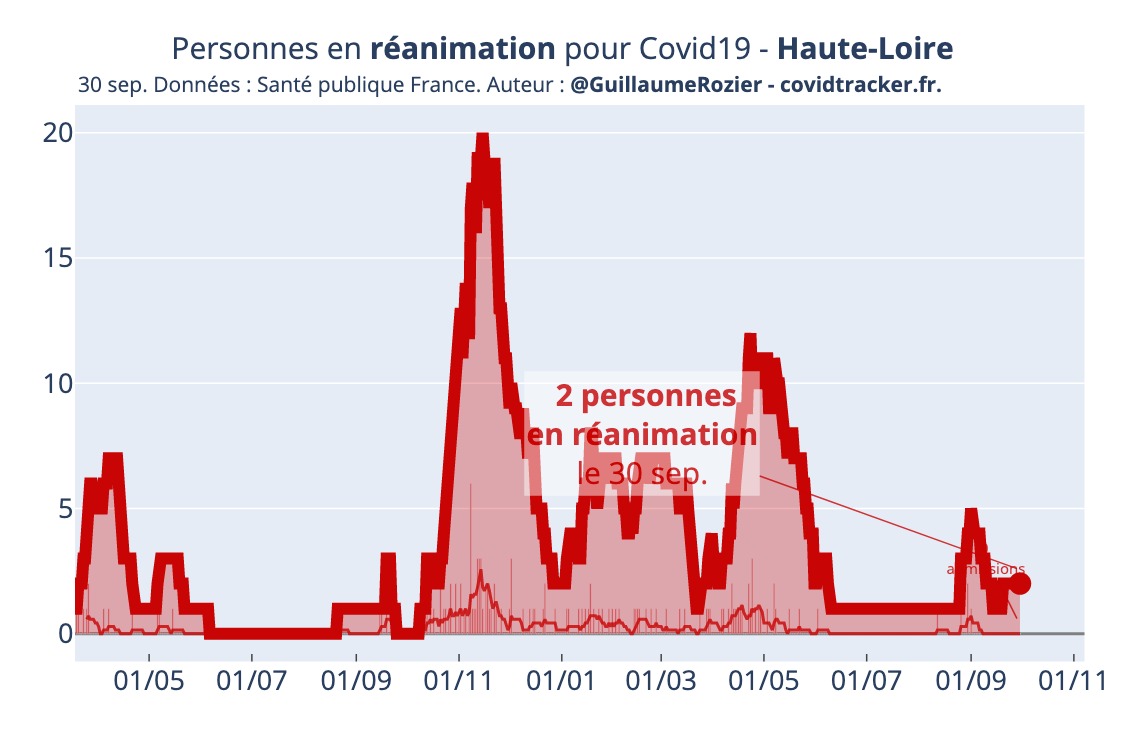 Personnes en réanimation pour Covid19 - Haute-Loire
30 sep. Données : Santé publique France. Auteur : @GuillaumeRozier - covidtracker.fr.
20
15
10
5
0
2 personnes
en réanimation
le 30 sep.
admissions
01/05 01/07 01/09 01/11 01/01 01/03 01/05 01/07 01/09 01/11